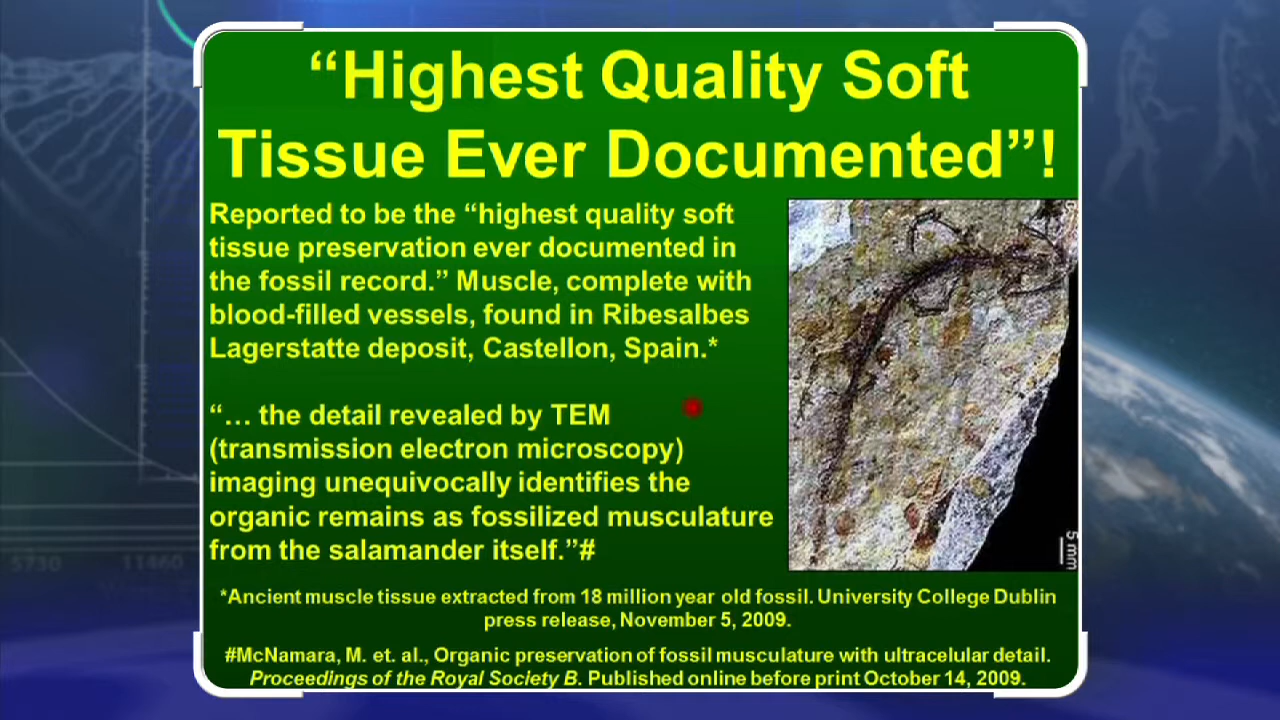 “Highest Quality Soft
Tissue Ever Documented”!
Reported to be the “highest quality soft
tissue preservation ever documented in
the fossil record.” Muscle, complete with
blood-filled vessels, found in Ribesalbes
Lagerstatte deposit, Castellon, Spain.*
“… the detail revealed by TEM
(transmission electron microscopy)
imaging unequivocally identifies the
organic remains as fossilized musculature
from the salamander itself.”#
5 mm
*Ancient muscle tissue extracted from 18 million year old fossil. University College Dublin
press release, November 5, 2009.
#McNamara, M. et. al., Organic preservation of fossil musculature with ultracelular detail.
Proceedings of the Royal Society B. Published online before print October 14, 2009.
5730 11460